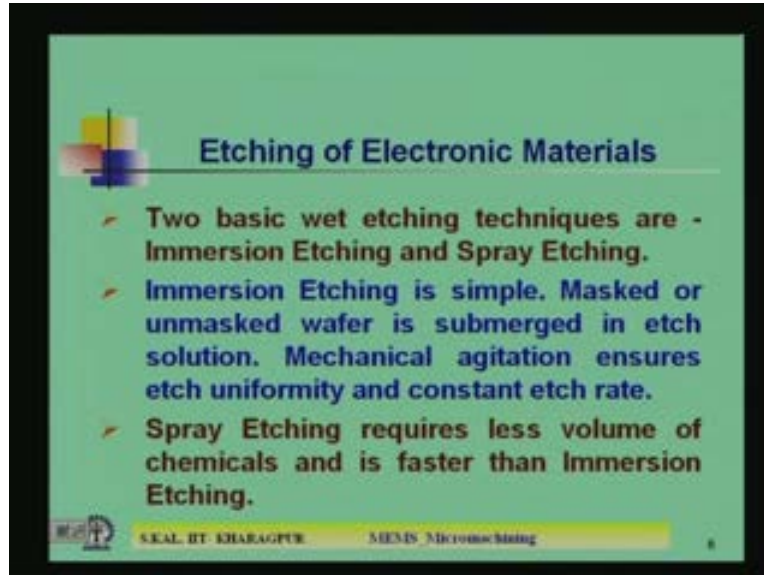 Etching of Electronic Materials
Two basic wet etching techniques are -
Immersion Etching and Spray Etching.
Immersion Etching is simple. Masked or
unmasked wafer is submerged in etch
solution. Mechanical agitation ensures
etch uniformity and constant etch rate.
Spray Etching requires less volume of
chemicals and is faster than Immersion
Etching.
S.KAL, IIT- KHARAGPUR MEMS_Micromachining